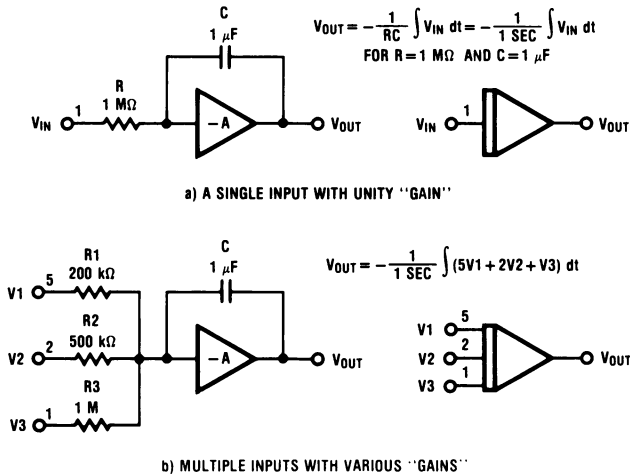 C
1 μF
R
1 MΩ
VIN 1
–A
VOUT
VOUT = – 1/RC ∫ VIN dt = – 1/1 SEC ∫ VIN dt
FOR R = 1 MΩ AND C = 1 μF
VIN 1
VOUT
a) A SINGLE INPUT WITH UNITY "GAIN"
C
1 μF
R1
200 kΩ
V1 5
R2
500 kΩ
V2 2
R3
1 M
V3 1
–A
VOUT
VOUT = – 1/1 SEC ∫ (5V1 + 2V2 + V3) dt
V1 5
V2 2
V3 1
VOUT
b) MULTIPLE INPUTS WITH VARIOUS "GAINS"